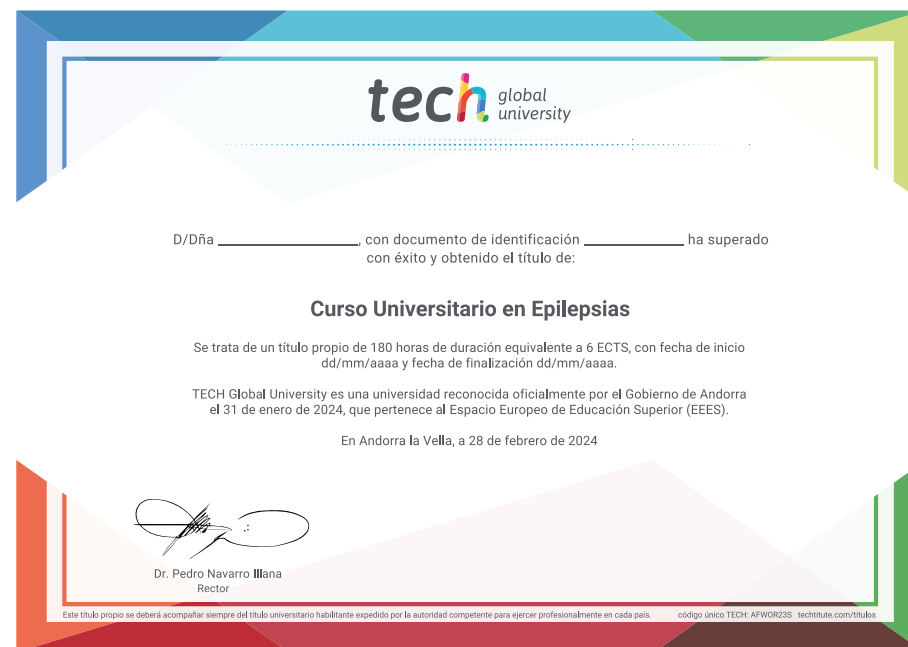 tech global university
D/Dña ____________________, con documento de identificación ______________ ha superado
con éxito y obtenido el título de:
Curso Universitario en Epilepsias
Se trata de un título propio de 180 horas de duración equivalente a 6 ECTS, con fecha de inicio
dd/mm/aaaa y fecha de finalización dd/mm/aaaa.
TECH Global University es una universidad reconocida oficialmente por el Gobierno de Andorra
el 31 de enero de 2024, que pertenece al Espacio Europeo de Educación Superior (EEES).
En Andorra la Vella, a 28 de febrero de 2024
Dr. Pedro Navarro Illana
Rector
Este título propio se deberá acompañar siempre del título universitario habilitante expedido por la autoridad competente para ejercer profesionalmente en cada país. código único TECH: AFWOR23S techtitute.com/titulos